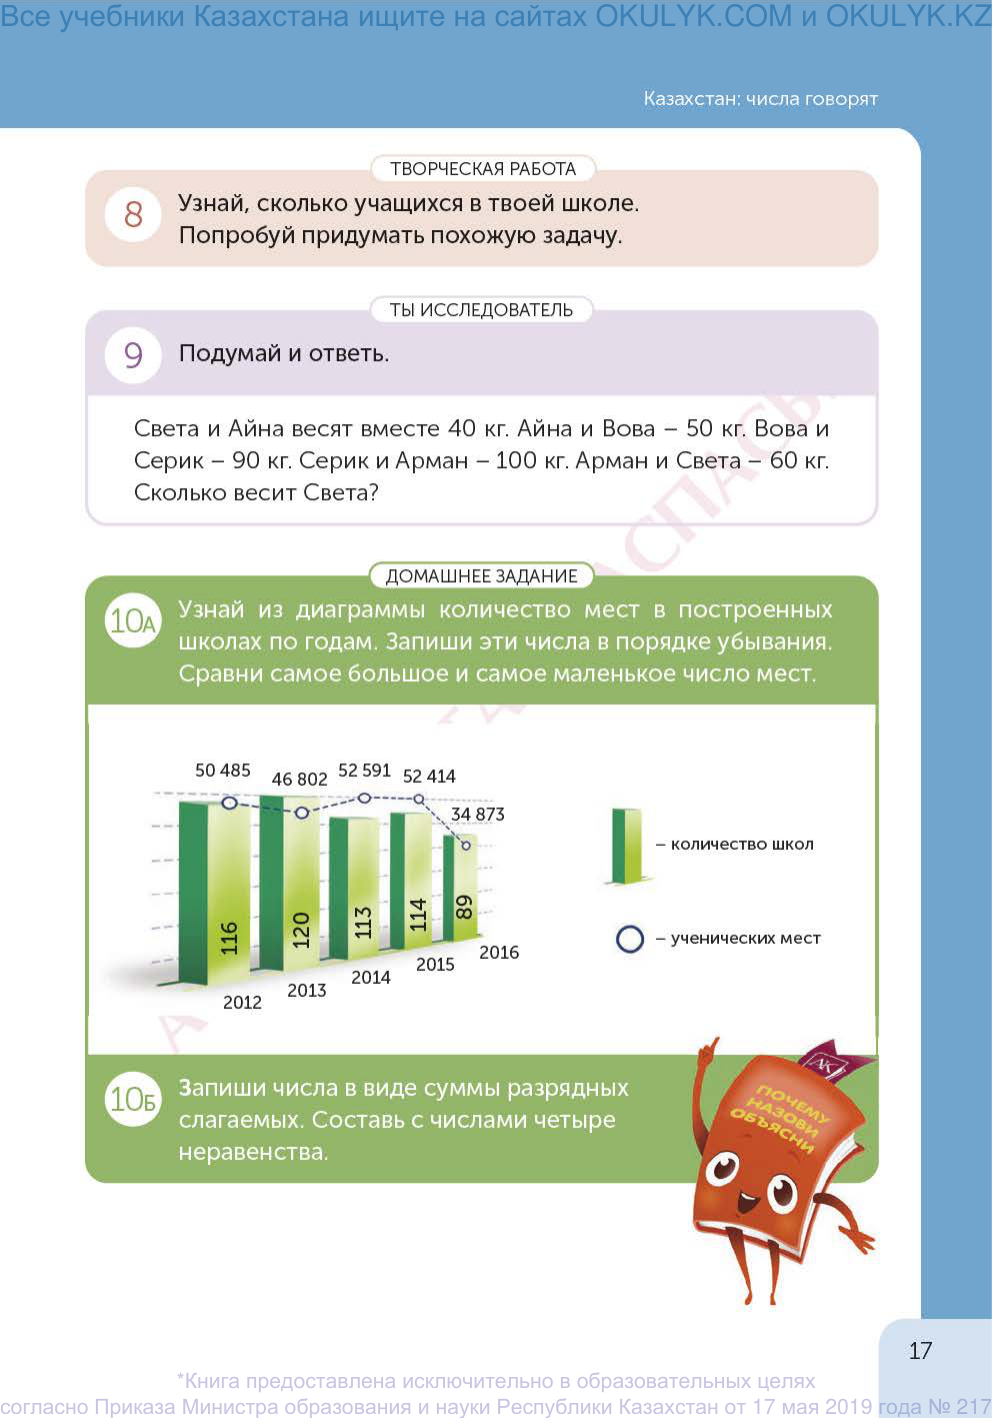 Все учебники Казахстана ищите на сайтах OKULYK.COM и OKULYK.KZ
Казахстан: числа говорят
ТВОРЧЕСКАЯ РАБОТА
8
Узнай, сколько учащихся в твоей школе.
Попробуй придумать похожую задачу.
ТЫ ИССЛЕДОВАТЕЛЬ
9
Подумай и ответь.
Света и Айна весят вместе 40 кг. Айна и Вова – 50 кг. Вова и
Серик – 90 кг. Серик и Арман – 100 кг. Арман и Света – 60 кг.
Сколько весит Света?
ДОМАШНЕЕ ЗАДАНИЕ
10А
Узнай из диаграммы количество мест в построенных
школах по годам. Запиши эти числа в порядке убывания.
Сравни самое большое и самое маленькое число мест.
50 485 46 802 52 591 52 414 34 873
116 120 113 114 89
2012 2013 2014 2015 2016
– количество школ
– ученических мест
10Б
Запиши числа в виде суммы разрядных
слагаемых. Составь с числами четыре
неравенства.
АК
ПОЧЕМУ
НАЗОВИ
ОБЪЯСНИ
17
*Книга предоставлена исключительно в образовательных целях
согласно Приказа Министра образования и науки Республики Казахстан от 17 мая 2019 года № 217